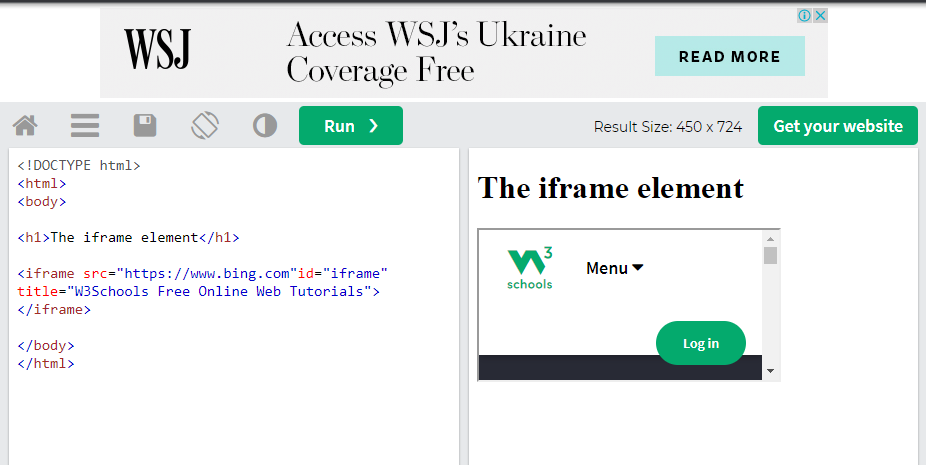 WSJ
Access WSJ's Ukraine
Coverage Free
READ MORE
Run ❯
Result Size: 450 x 724
Get your website
<!DOCTYPE html>
<html>
<body>
<h1>The iframe element</h1>
<iframe src="https://www.bing.com"id="iframe"
title="W3Schools Free Online Web Tutorials">
</iframe>
</body>
</html>
The iframe element
W3
schools
Menu
Log in